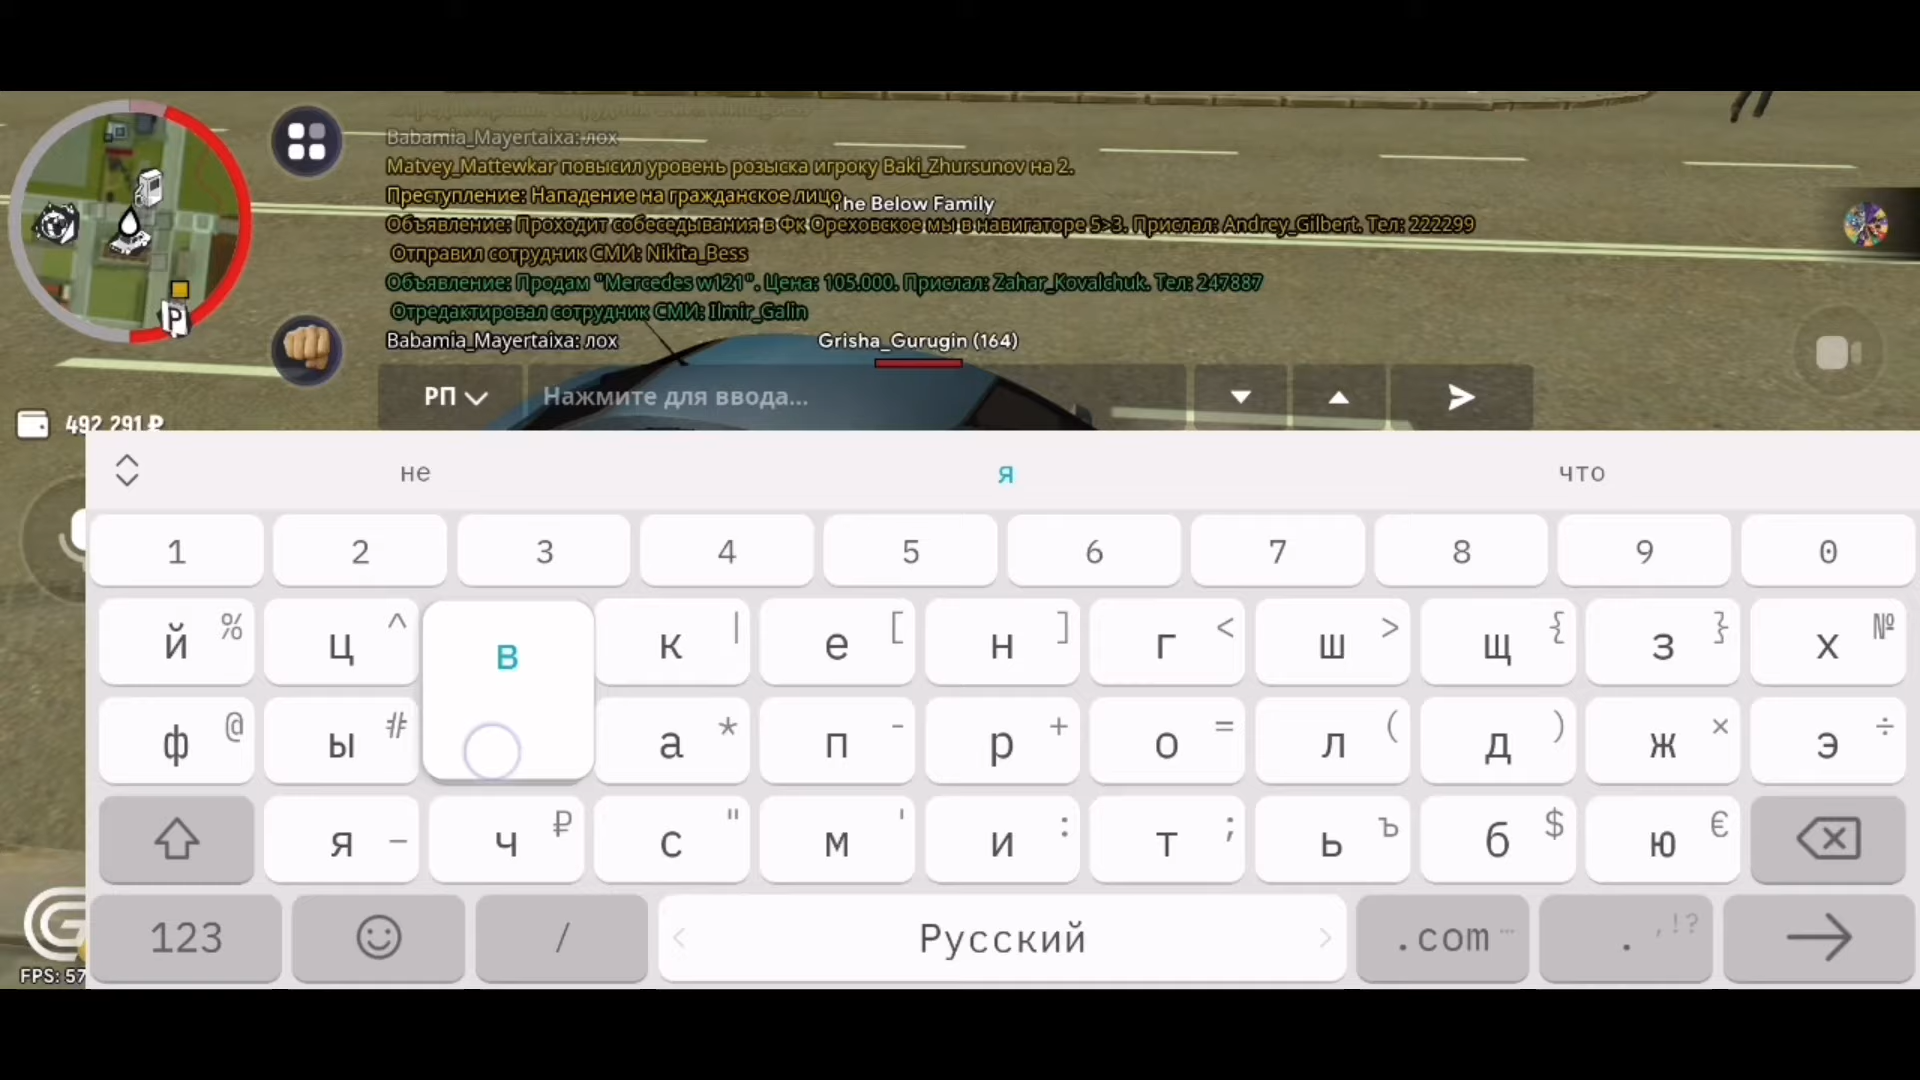 Babamia_Mayertaixa: лох
Matvey_Mattewkar повысил уровень розыска игроку Baki_Zhursunov на 2.
Преступление: Нападение на гражданское лицо
The Below Family
Объявление: Проходит собеседывания в Фк Ореховское мы в навигаторе 5>3. Прислал: Andrey_Gilbert. Тел: 222299
Отправил сотрудник СМИ: Nikita_Bess
Объявление: Продам "Mercedes w121". Цена: 105.000. Прислал: Zahar_Kovalchuk. Тел: 247887
Отредактировал сотрудник СМИ: Ilmir_Galin
Babamia_Mayertaixa: лох
Grisha_Gurugin (164)
РП Нажмите для ввода...
492 291 ₽
не я что
1 2 3 4 5 6 7 8 9 0
й % ц ^ в к | е [ н ] г < ш > щ { з } х №
ф @ ы # а * п - р + о = л ( д ) ж × э ÷
я _ ч ₽ с " м ' и : т ; ь ъ б $ ю €
123 / < Русский > .com ... . ,!?
P
FPS: 57